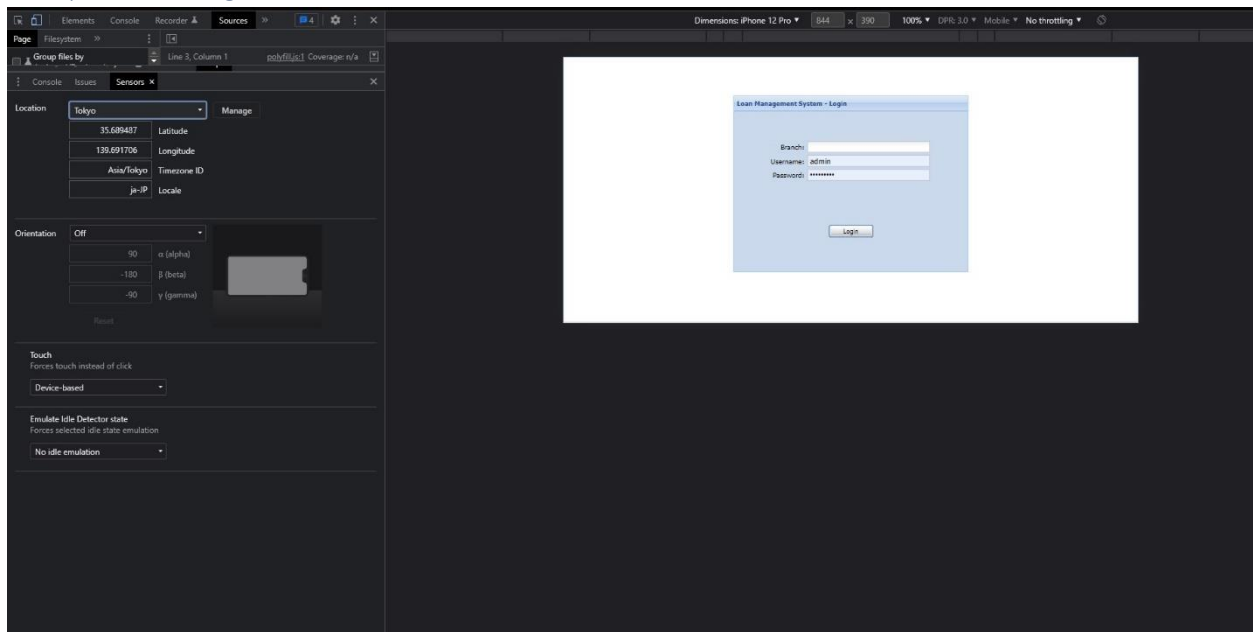 Elements Console Recorder Sources » 4
Dimensions: iPhone 12 Pro ▼ 844 x 390 100% ▼ DPR: 3.0 ▼ Mobile ▼ No throttling ▼
Page Filesystem »
Group files by Line 3, Column 1 polyfill.js:1 Coverage: n/a
Console Issues Sensors ×
Location Tokyo Manage
35.689487 Latitude
139.691706 Longitude
Asia/Tokyo Timezone ID
ja-JP Locale
Orientation Off
90 α (alpha)
-180 β (beta)
-90 γ (gamma)
Reset
Touch
Forces touch instead of click
Device-based
Emulate Idle Detector state
Forces selected idle state emulation
No idle emulation
Loan Management System - Login
Branch:
Username: admin
Password: •••••••••
Login